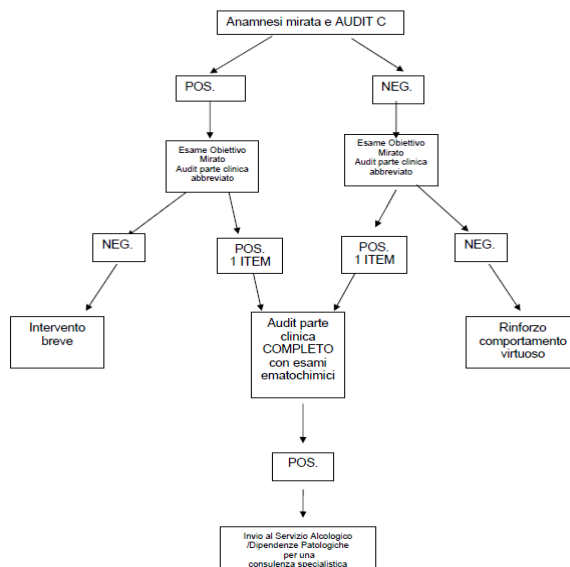 Anamnesi mirata e AUDIT C
POS.
NEG.
Esame Obiettivo
Mirato
Audit parte clinica
abbreviato
Esame Obiettivo
Mirato
Audit parte clinica
abbreviato
NEG.
POS.
1 ITEM
POS.
1 ITEM
NEG.
Intervento
breve
Audit parte
clinica
COMPLETO
con esami
ematochimici
Rinforzo
comportamento
virtuoso
POS.
Invio al Servizio Alcologico
/Dipendenze Patologiche
per una
consulenza specialistica